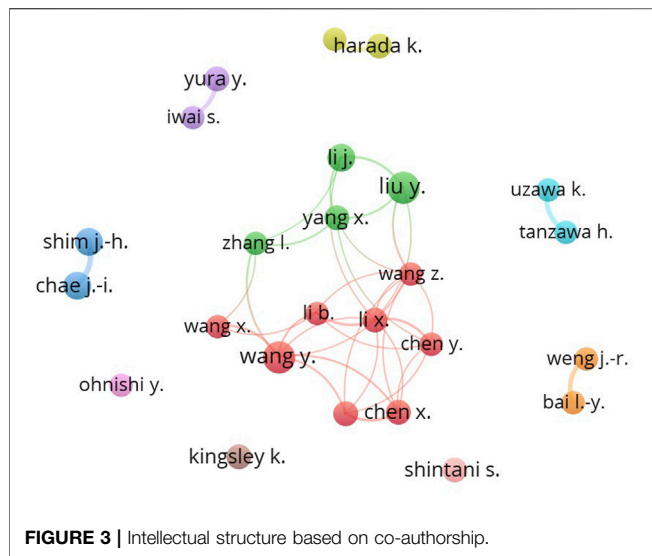 harada k.
yura y.
iwai s.
li j.
liu y.
uzawa k.
yang x.
tanzawa h.
shim j.-h.
zhang l.
chae j.-i.
wang z.
li b.
li x.
wang x.
chen y.
wang y.
weng j.-r.
ohnishi y.
bai l.-y.
chen x.
kingsley k.
shintani s.
FIGURE 3 | Intellectual structure based on co-authorship.